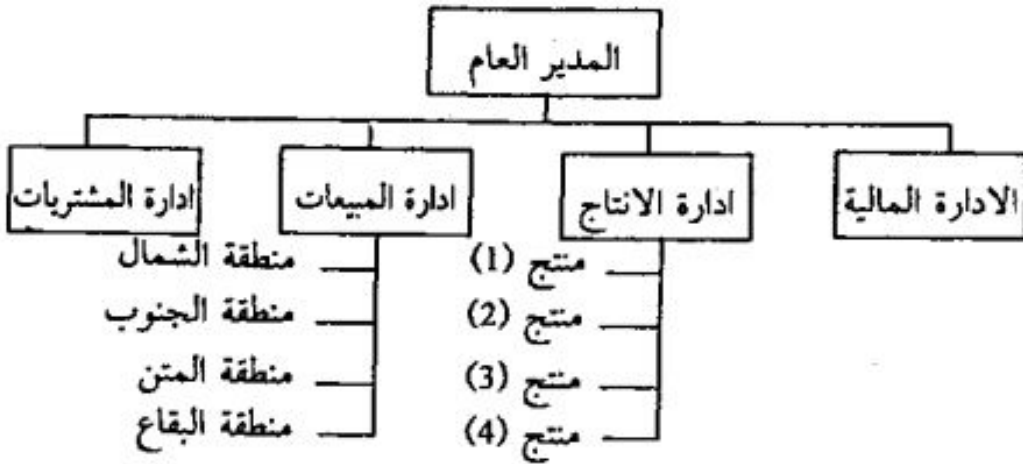 المدير العام
الادارة المالية
ادارة الانتاج
ادارة المبيعات
ادارة المشتريات
منتج (1)
منتج (2)
منتج (3)
منتج (4)
منطقة الشمال
منطقة الجنوب
منطقة المتن
منطقة البقاع